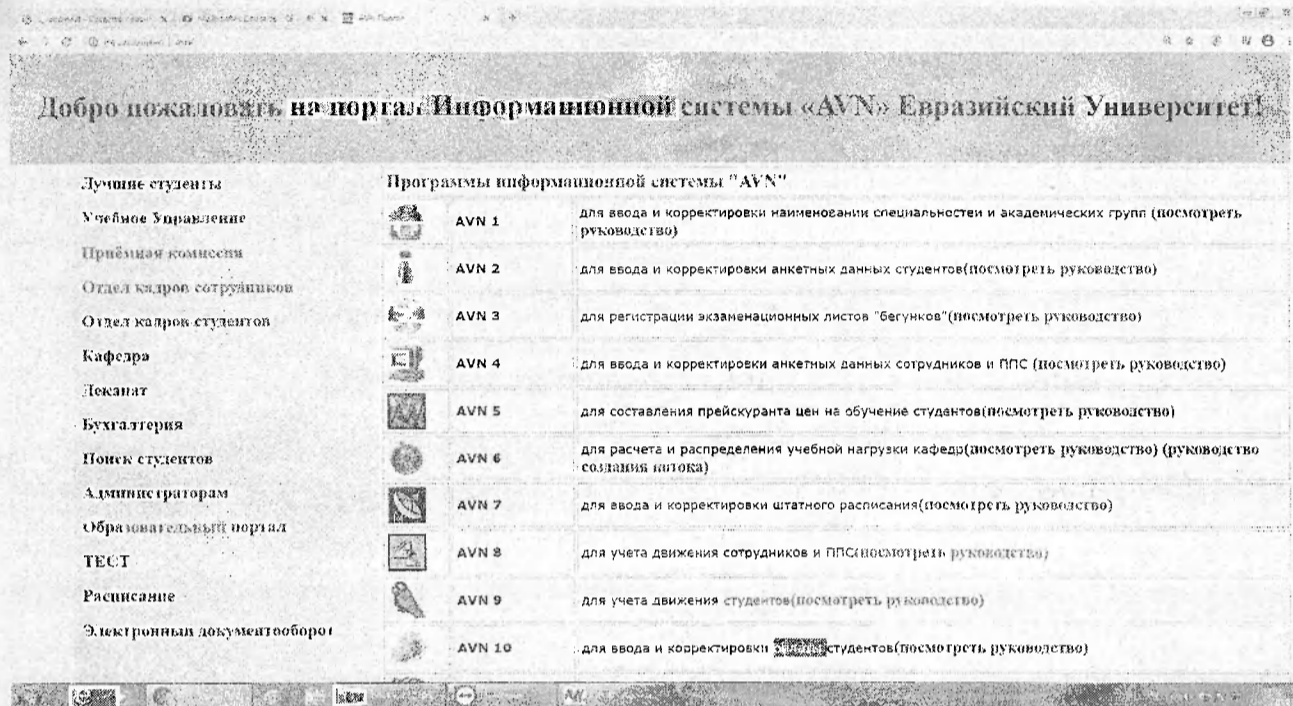 Добро пожаловать на портал Информационной системы «AVN» Евразийский Университет!
Лучшие студенты
Учебное Управление
Приёмная комиссия
Отдел кадров сотрудников
Отдел кадров студентов
Кафедра
Деканат
Бухгалтерия
Поиск студентов
Администраторам
Образовательный портал
ТЕСТ
Расписание
Электронный документооборот
Программы информационной системы "AVN"
AVN 1
для ввода и корректировки наименовании специальностеи и академических групп (посмотреть
руководство)
AVN 2
для ввода и корректировки анкетных данных студентов(посмотреть руководство)
AVN 3
для регистрации экзаменационных листов "бегунков"(посмотреть руководство)
AVN 4
для ввода и корректировки анкетных данных сотрудников и ППС (посмотреть руководство)
AVN 5
для составления прейскуранта цен на обучение студентов(посмотреть руководство)
AVN 6
для расчета и распределения учебной нагрузки кафедр(посмотреть руководство) (руководство
создания потока)
AVN 7
для ввода и корректировки штатного расписания(посмотреть руководство)
AVN 8
для учета движения сотрудников и ППС(посмотреть руководство)
AVN 9
для учета движения студентов(посмотреть руководство)
AVN 10
для ввода и корректировки студентов(посмотреть руководство)